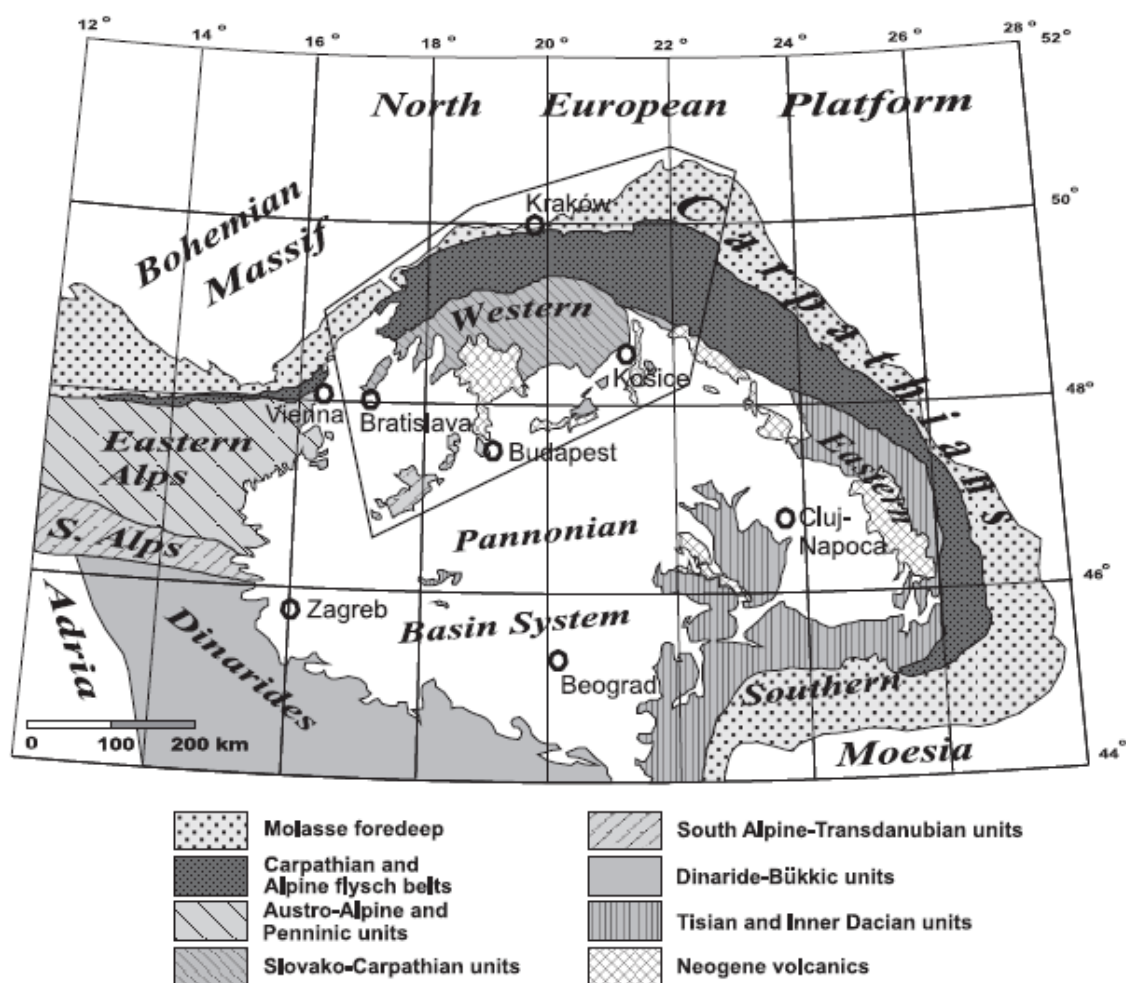 12° 14° 16° 18° 20° 22° 24° 26° 28° 52°
North European Platform
50°
Bohemian
Massif
Kraków
Carpathians
Western
Košice
48°
Vienna
Bratislava
Budapest
Eastern
Alps
Eastern
S. Alps
Pannonian
Cluj-
Napoca
46°
Adria
Dinarides
Zagreb
Basin System
Beograd
Southern
Moesia
0 100 200 km
44°
Molasse foredeep
Carpathian and
Alpine flysch belts
Austro-Alpine and
Penninic units
Slovako-Carpathian units
South Alpine-Transdanubian units
Dinaride-Bükkic units
Tisian and Inner Dacian units
Neogene volcanics